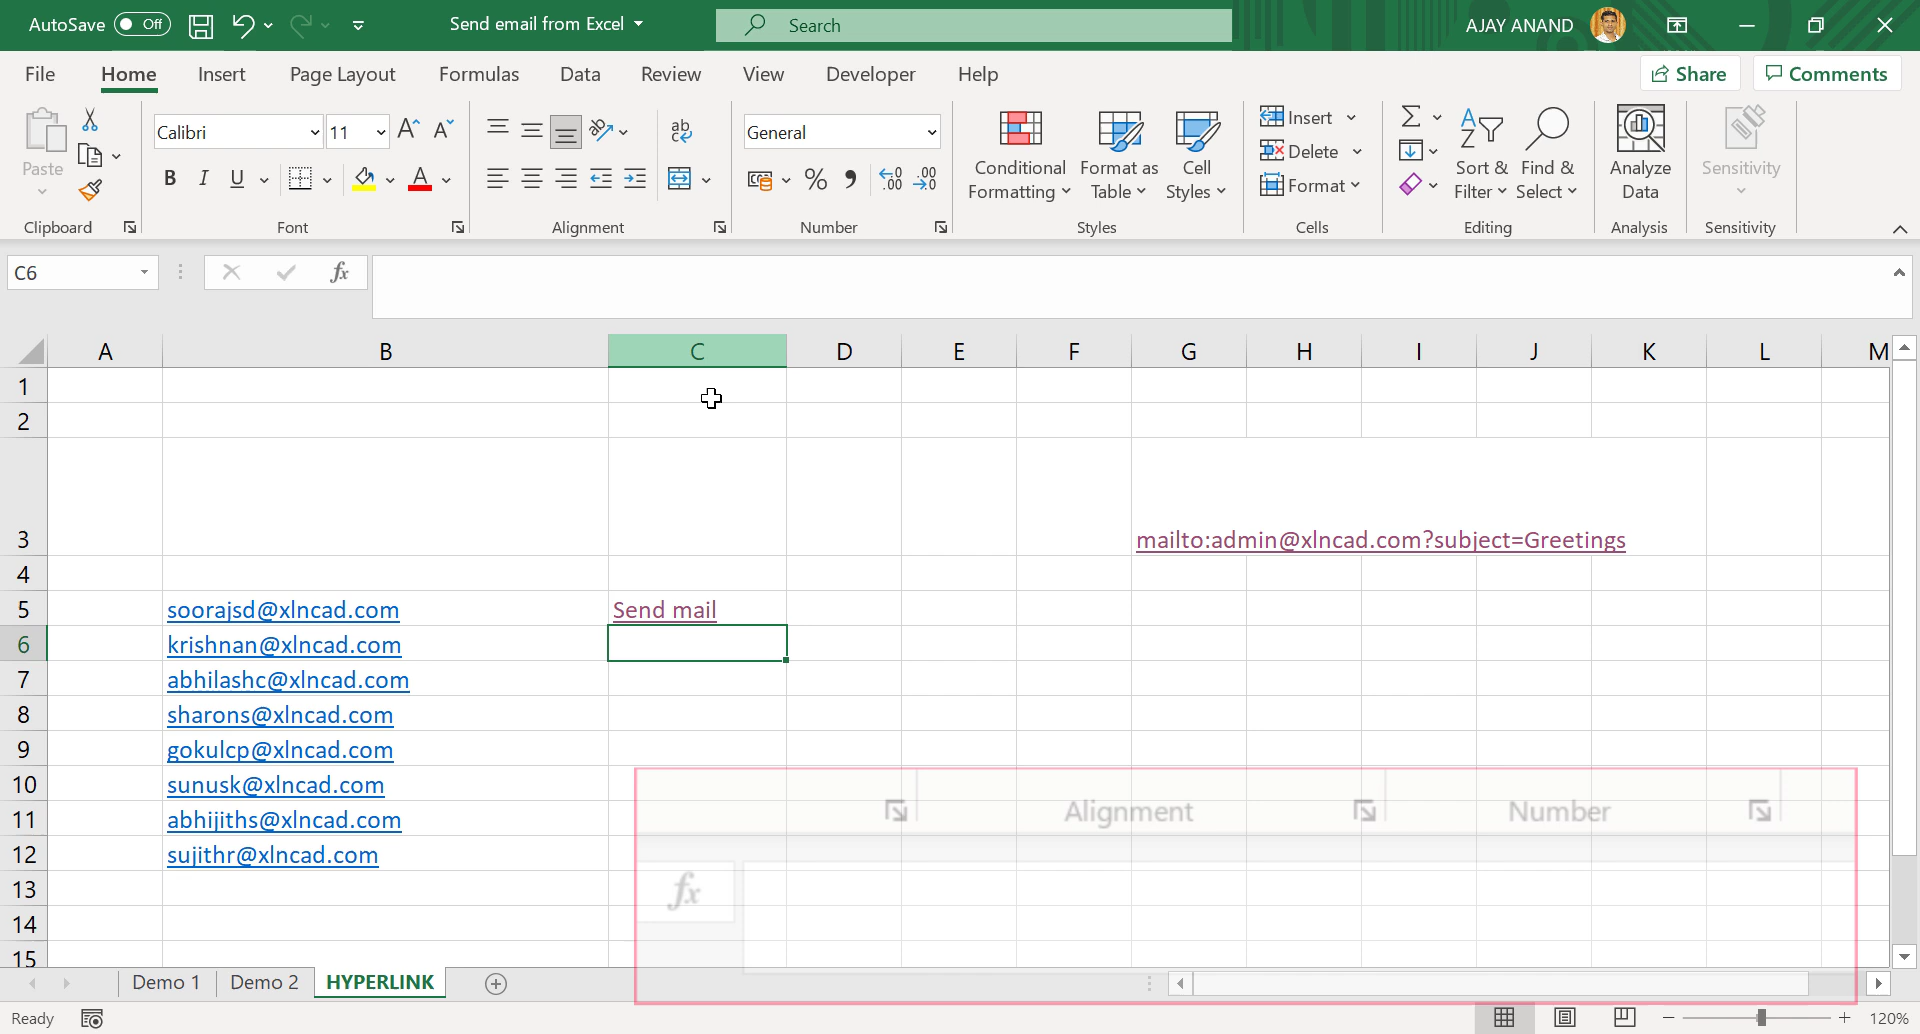 AutoSave Off Send email from Excel Search AJAY ANAND
File Home Insert Page Layout Formulas Data Review View Developer Help Share Comments
Paste
Clipboard
Calibri 11
B I U A
Font
ab
Alignment
General
% , .00 .00
Number
Conditional Formatting
Format as Table
Cell Styles
Styles
Insert
Delete
Format
Cells
Sort & Filter
Find & Select
Editing
Analyze Data
Analysis
Sensitivity
Sensitivity
C6 fx
A B C D E F G H I J K L M
1
2
3 mailto:admin@xlncad.com?subject=Greetings
4
5 soorajsd@xlncad.com Send mail
6 krishnan@xlncad.com
7 abhilashc@xlncad.com
8 sharons@xlncad.com
9 gokulcp@xlncad.com
10 sunusk@xlncad.com
11 abhijiths@xlncad.com
12 sujithr@xlncad.com
13
14
15
Alignment Number
fx
Demo 1 Demo 2 HYPERLINK
Ready 120%